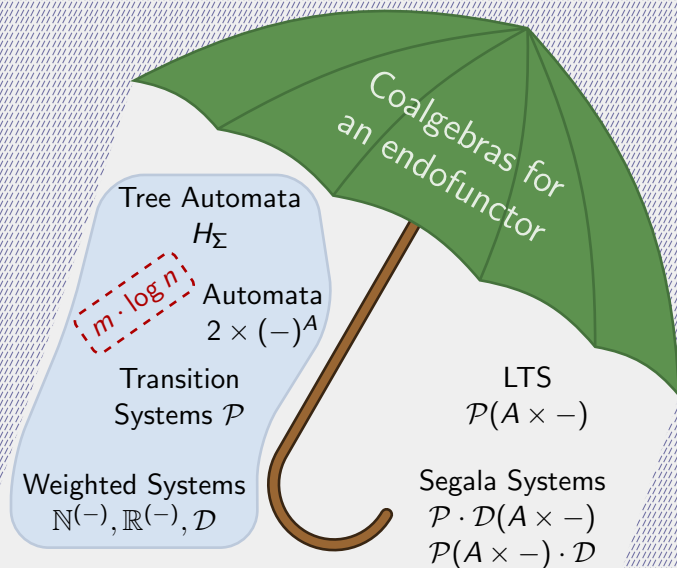 Coalgebras for
an endofunctor
Tree Automata
H_Σ
m · log n
Automata
2 × (−)^A
Transition
Systems 𝒫
Weighted Systems
ℕ^(−), ℝ^(−), 𝒟
LTS
𝒫(A × −)
Segala Systems
𝒫 · 𝒟(A × −)
𝒫(A × −) · 𝒟